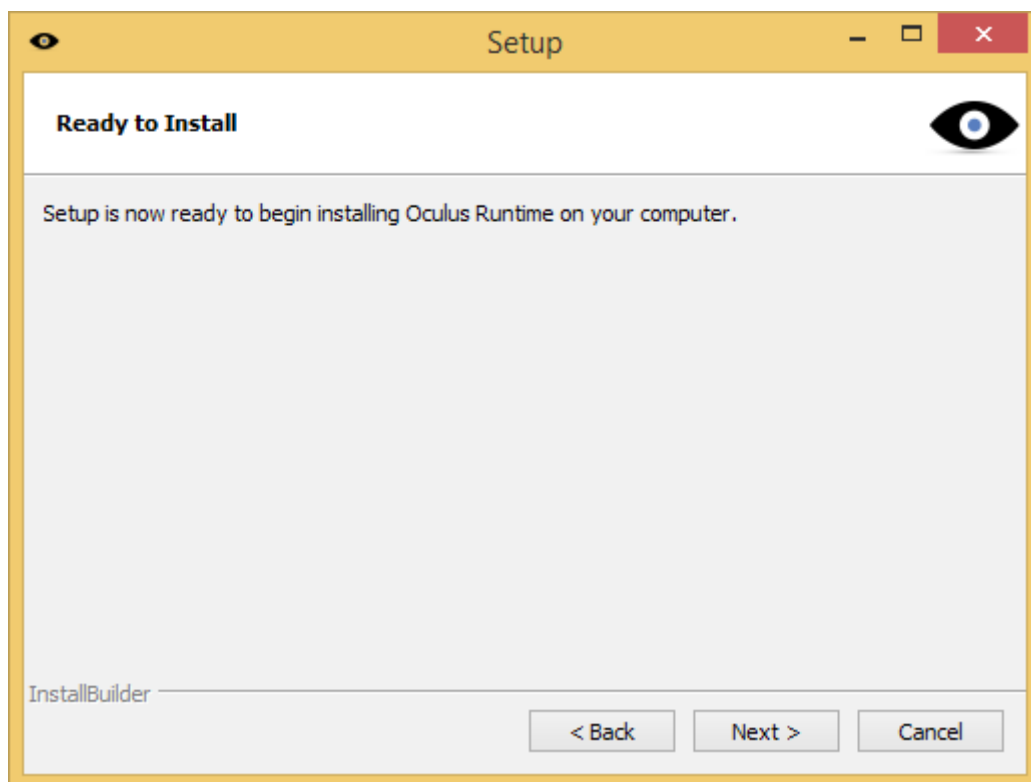 Setup
Ready to Install
Setup is now ready to begin installing Oculus Runtime on your computer.
InstallBuilder
< Back Next > Cancel